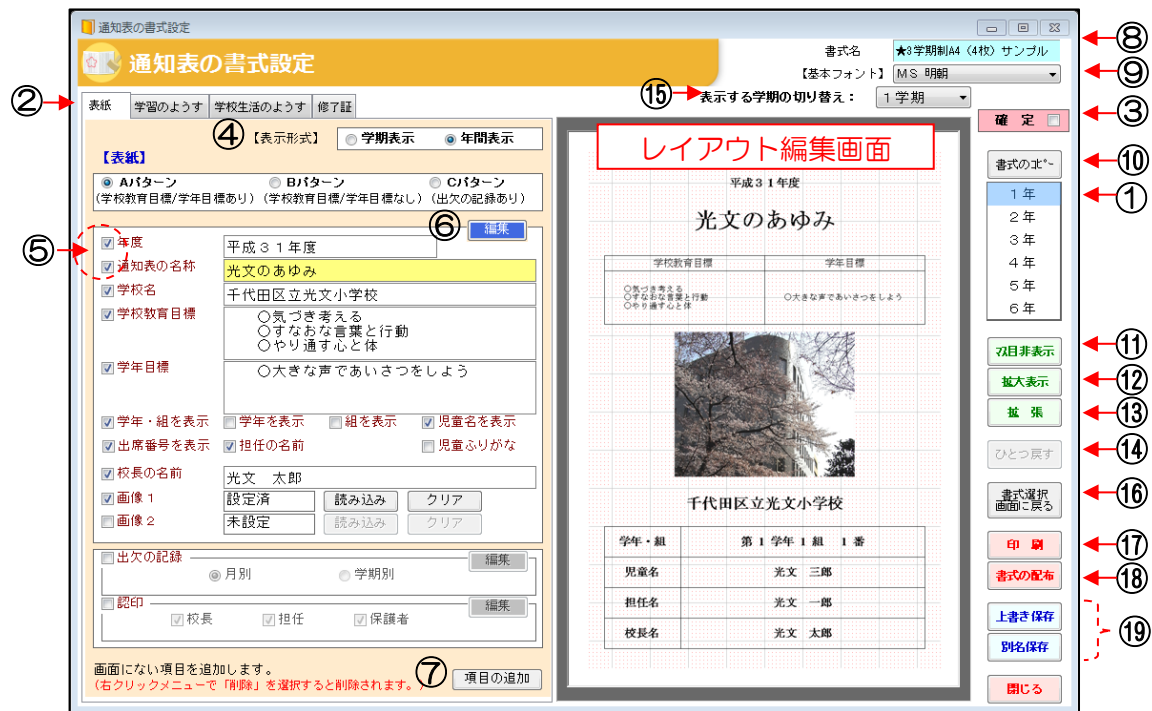 通知表の書式設定
⑧
通知表の書式設定
書式名 ★3学期制A4（4枚）サンプル
【基本フォント】 ＭＳ 明朝
⑨
② 表紙 学習のようす 学校生活のようす 修了証
⑮ 表示する学期の切り替え： １学期
確 定 ③
④ 【表示形式】 学期表示 年間表示
【表紙】
Aパターン Bパターン Cパターン
(学校教育目標/学年目標あり) (学校教育目標/学年目標なし) (出欠の記録あり)
⑥ 編集
⑤ 年度 平成３１年度
通知表の名称 光文のあゆみ
学校名 千代田区立光文小学校
学校教育目標 ○気づき考える
○すなおな言葉と行動
○やり通す心と体
学年目標 ○大きな声であいさつをしよう
学年・組を表示 学年を表示 組を表示 児童名を表示
出席番号を表示 担任の名前 児童ふりがな
校長の名前 光文 太郎
画像１ 設定済 読み込み クリア
画像２ 未設定 読み込み クリア
出欠の記録 編集
月別 学期別
認印 編集
校長 担任 保護者
画面にない項目を追加します。
(右クリックメニューで「削除」を選択すると削除されます。)
⑦ 項目の追加
レイアウト編集画面
平成３１年度
光文のあゆみ
学校教育目標 学年目標
○気づき考える
○すなおな言葉と行動
○やり通す心と体
○大きな声であいさつをしよう
千代田区立光文小学校
学年・組 第１学年１組 １番
児童名 光文 三郎
担任名 光文 一郎
校長名 光文 太郎
書式のコピー ⑩
１年 ①
２年
３年
４年
５年
６年
マス目非表示 ⑪
拡大表示 ⑫
拡 張 ⑬
ひとつ戻す ⑭
書式選択
画面に戻る
⑯
印 刷 ⑰
書式の配布 ⑱
上書き保存
⑲
別名保存
閉じる